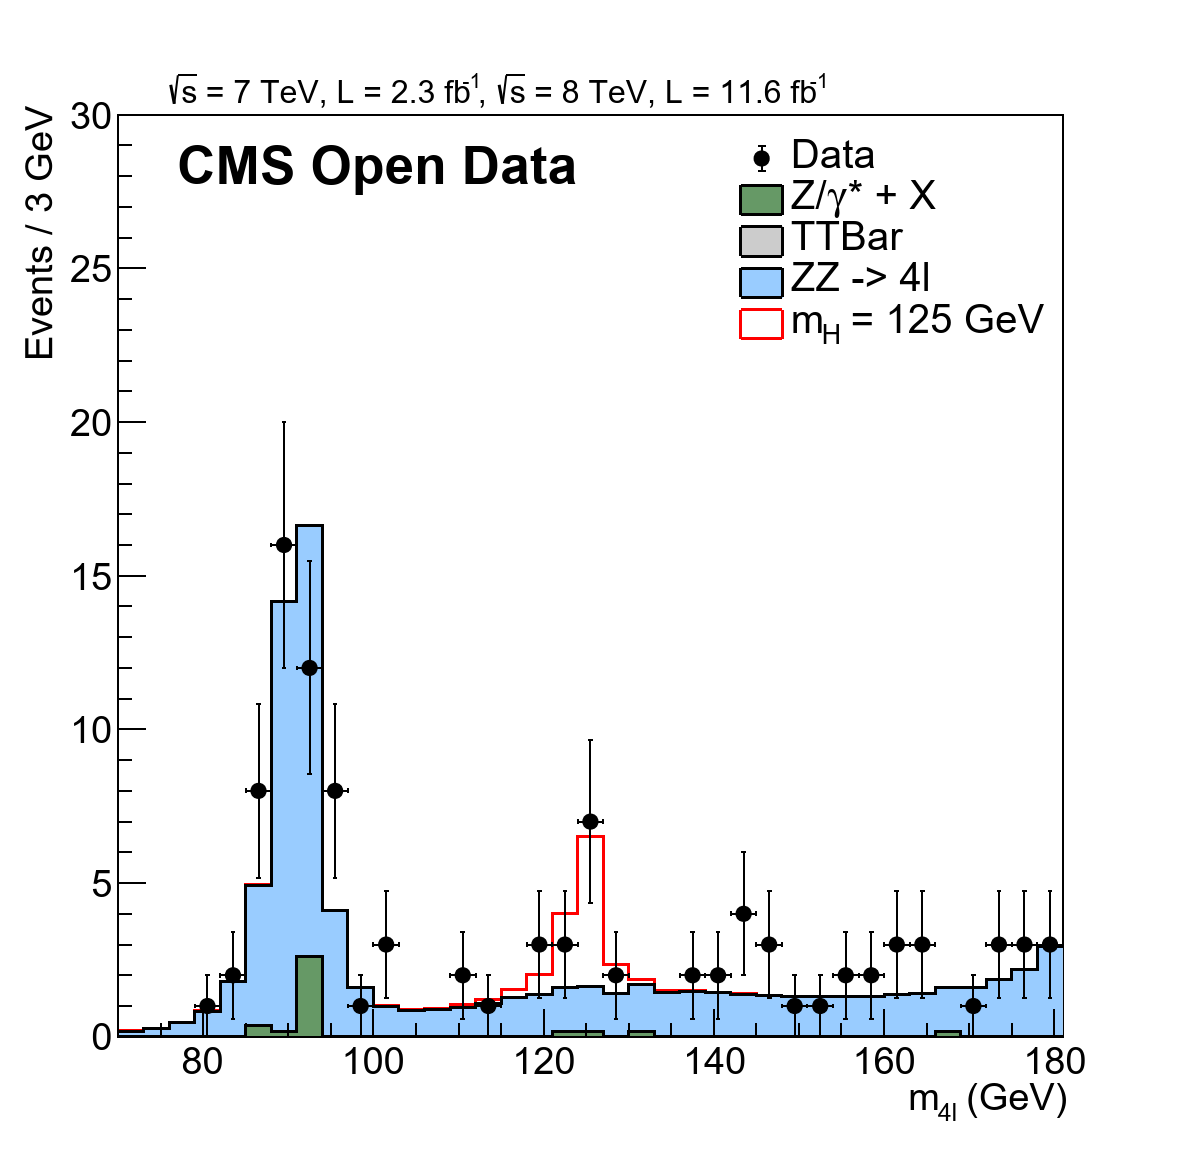 √s = 7 TeV, L = 2.3 fb⁻¹, √s = 8 TeV, L = 11.6 fb⁻¹
CMS Open Data
Data
Z/γ* + X
TTBar
ZZ -> 4l
m_H = 125 GeV
Events / 3 GeV
30
25
20
15
10
5
0
80 100 120 140 160 180
m_4l (GeV)